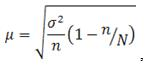 μ = √(σ²/n (1 − n/N)) ,